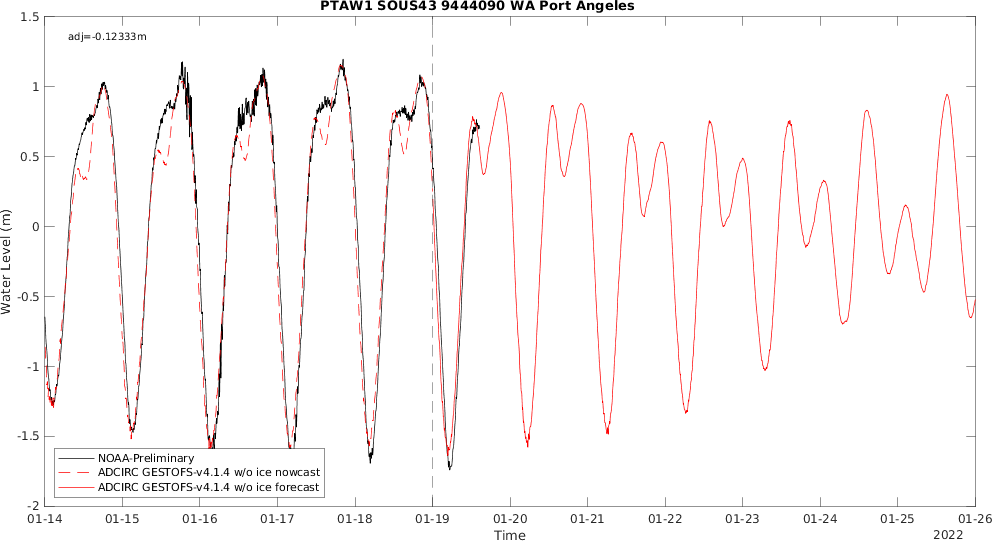 PTAW1 SOUS43 9444090 WA Port Angeles
adj=-0.12333m
1.5
1
0.5
0
-0.5
-1
-1.5
-2
Water Level (m)
NOAA-Preliminary
ADCIRC GESTOFS-v4.1.4 w/o ice nowcast
ADCIRC GESTOFS-v4.1.4 w/o ice forecast
01-14 01-15 01-16 01-17 01-18 01-19 01-20 01-21 01-22 01-23 01-24 01-25 01-26
Time
2022